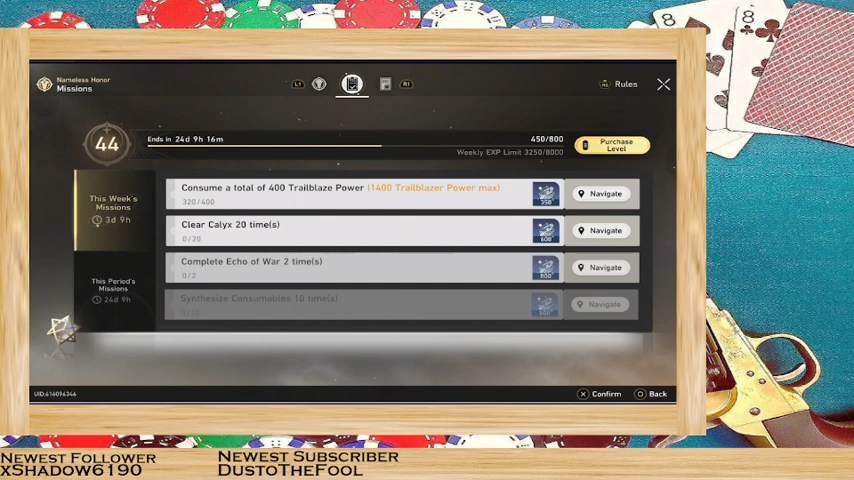 Nameless Honor
Missions
L1
R1
Rules
44
Ends in 24d 9h 16m
450/800
Weekly EXP Limit 3250/8000
Purchase
Level
This Week's
Missions
3d 9h
This Period's
Missions
24d 9h
Consume a total of 400 Trailblaze Power (1400 Trailblazer Power max)
320/400
350
Navigate
Clear Calyx 20 time(s)
0/20
600
Navigate
Complete Echo of War 2 time(s)
0/2
800
Navigate
Synthesize Consumables 10 time(s)
Navigate
UID:616096346
Confirm
Back
8
8
Newest Follower
xShadow6190
Newest Subscriber
DustoTheFool